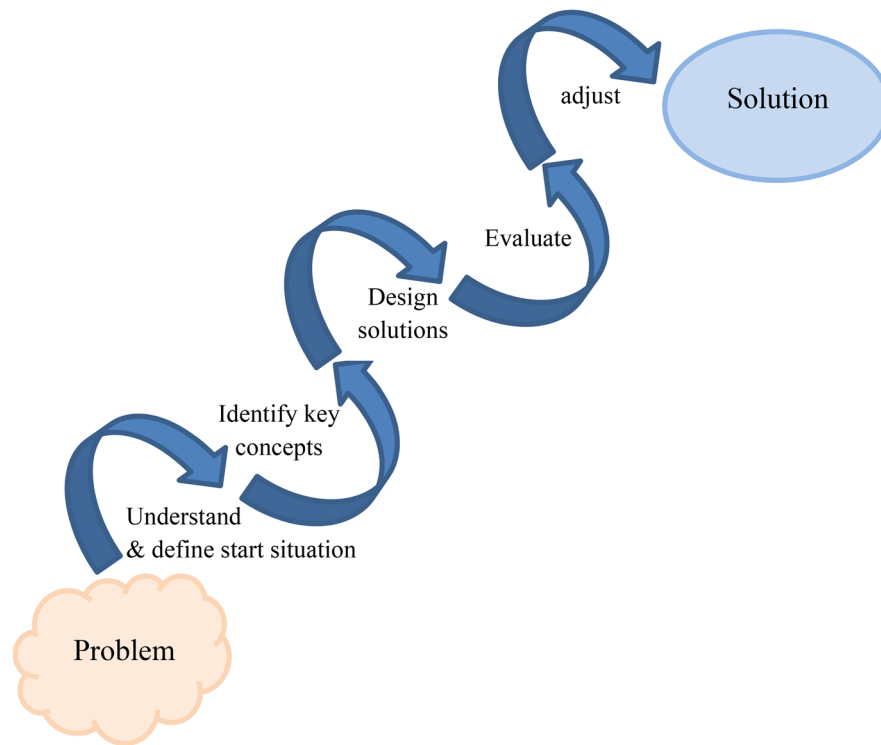 adjust
Solution
Evaluate
Design
solutions
Identify key
concepts
Understand
& define start situation
Problem